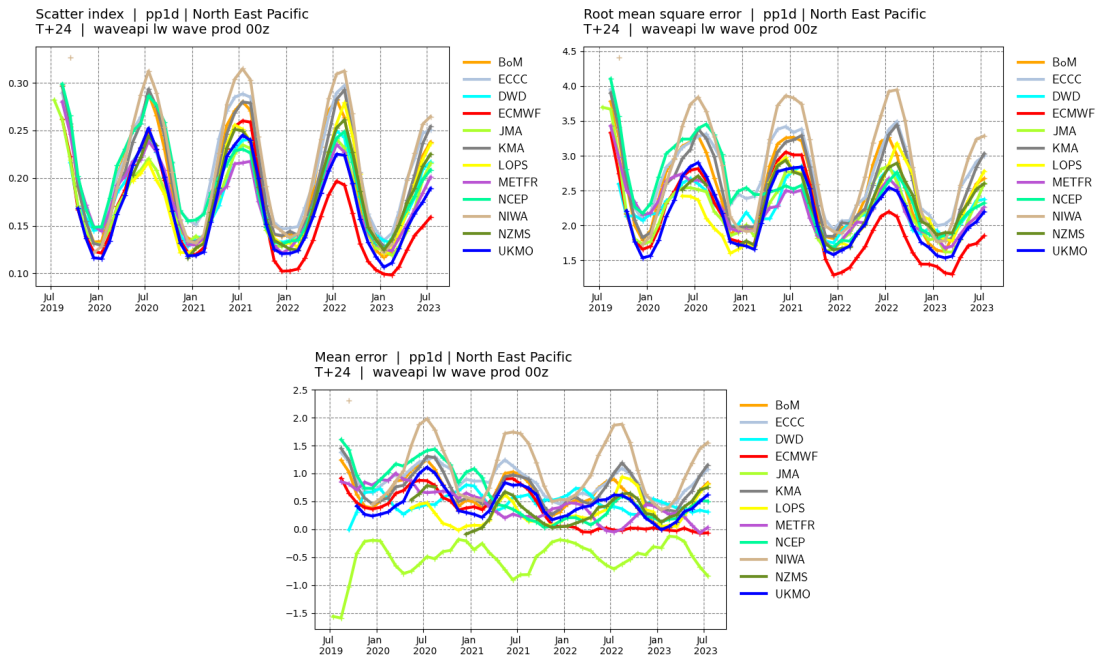 Scatter index | pp1d | North East Pacific
T+24 | waveapi lw wave prod 00z
0.30
0.25
0.20
0.15
0.10
Jul
2019
Jan
2020
Jul
2020
Jan
2021
Jul
2021
Jan
2022
Jul
2022
Jan
2023
Jul
2023
BoM
ECCC
DWD
ECMWF
JMA
KMA
LOPS
METFR
NCEP
NIWA
NZMS
UKMO
Root mean square error | pp1d | North East Pacific
T+24 | waveapi lw wave prod 00z
4.5
4.0
3.5
3.0
2.5
2.0
1.5
Jul
2019
Jan
2020
Jul
2020
Jan
2021
Jul
2021
Jan
2022
Jul
2022
Jan
2023
Jul
2023
BoM
ECCC
DWD
ECMWF
JMA
KMA
LOPS
METFR
NCEP
NIWA
NZMS
UKMO
Mean error | pp1d | North East Pacific
T+24 | waveapi lw wave prod 00z
2.5
2.0
1.5
1.0
0.5
0.0
−0.5
−1.0
−1.5
Jul
2019
Jan
2020
Jul
2020
Jan
2021
Jul
2021
Jan
2022
Jul
2022
Jan
2023
Jul
2023
BoM
ECCC
DWD
ECMWF
JMA
KMA
LOPS
METFR
NCEP
NIWA
NZMS
UKMO